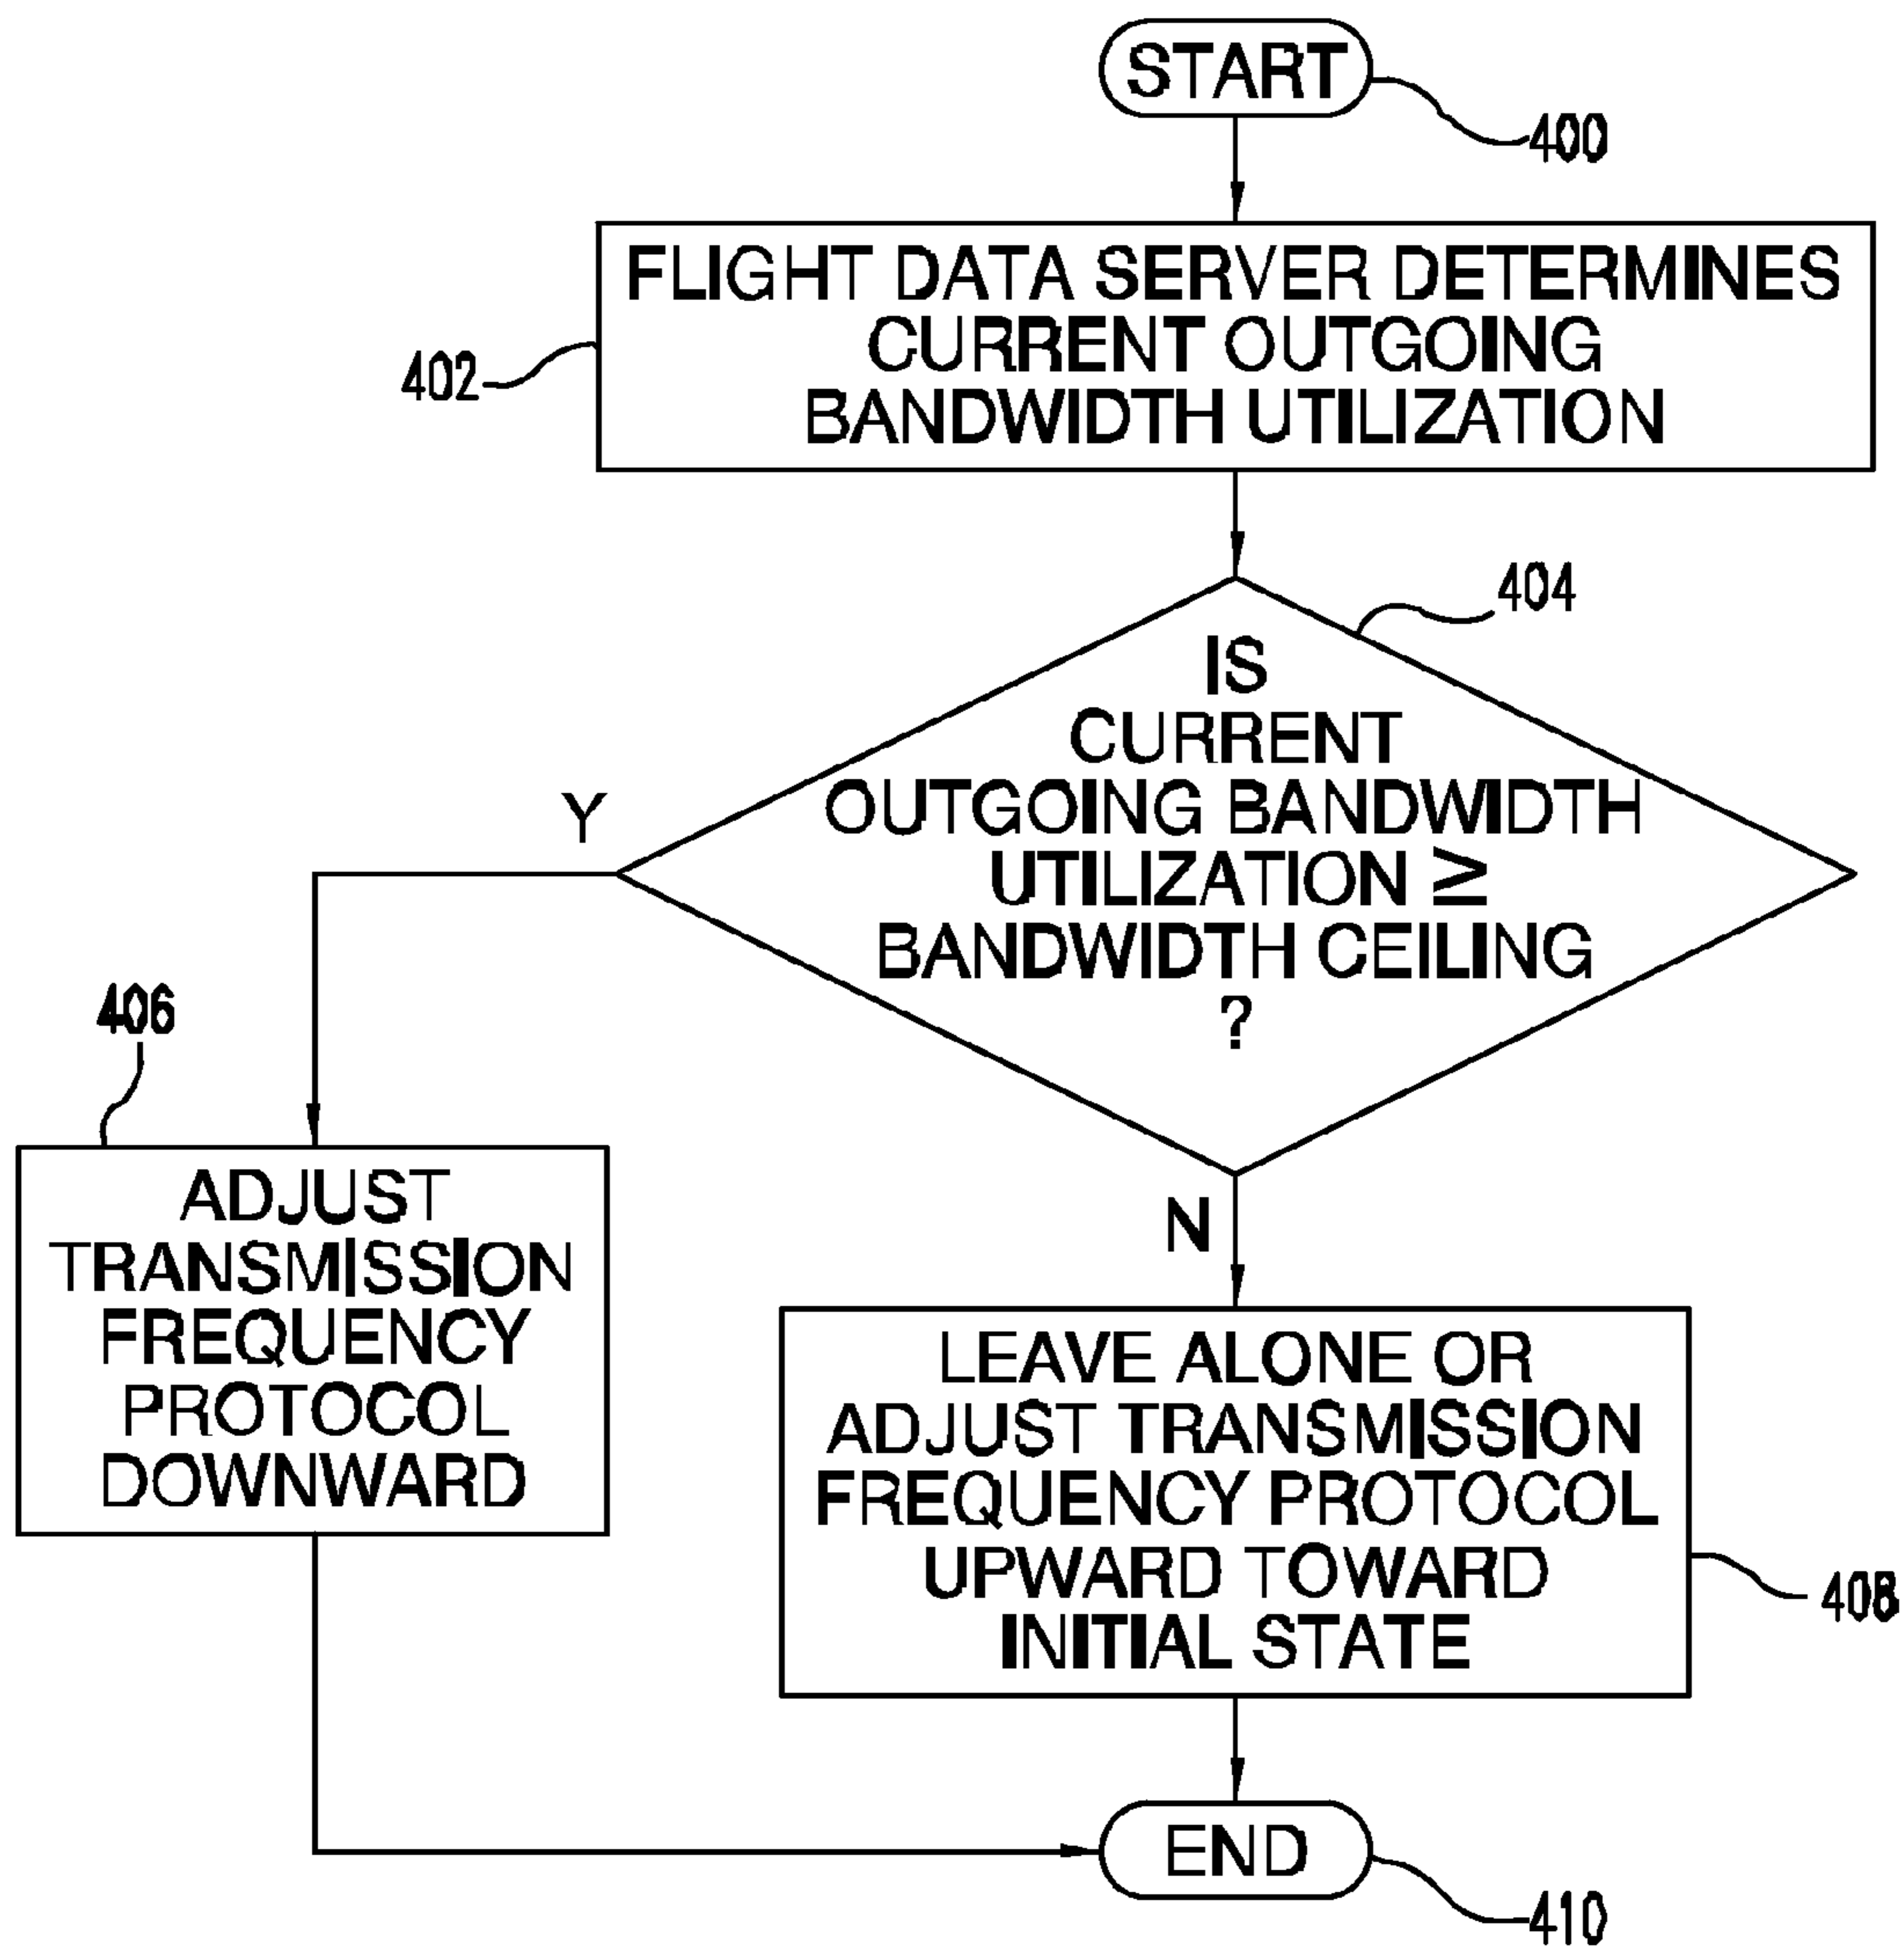 START
400
FLIGHT DATA SERVER DETERMINES
CURRENT OUTGOING
BANDWIDTH UTILIZATION
402
404
IS
CURRENT
OUTGOING BANDWIDTH
UTILIZATION ≥
BANDWIDTH CEILING
?
Y
406
ADJUST
TRANSMISSION
FREQUENCY
PROTOCOL
DOWNWARD
N
LEAVE ALONE OR
ADJUST TRANSMISSION
FREQUENCY PROTOCOL
UPWARD TOWARD
INITIAL STATE
408
END
410